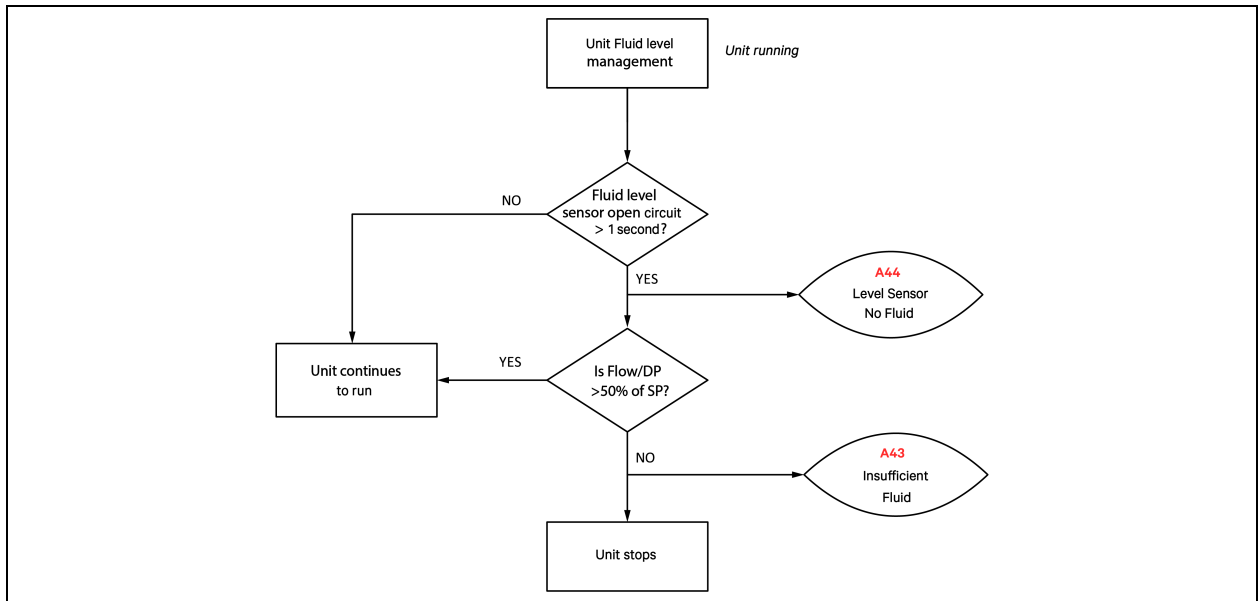 Unit Fluid level
management
Unit running
Fluid level
sensor open circuit
> 1 second?
NO
YES
A44
Level Sensor
No Fluid
Unit continues
to run
YES
Is Flow/DP
>50% of SP?
NO
A43
Insufficient
Fluid
Unit stops